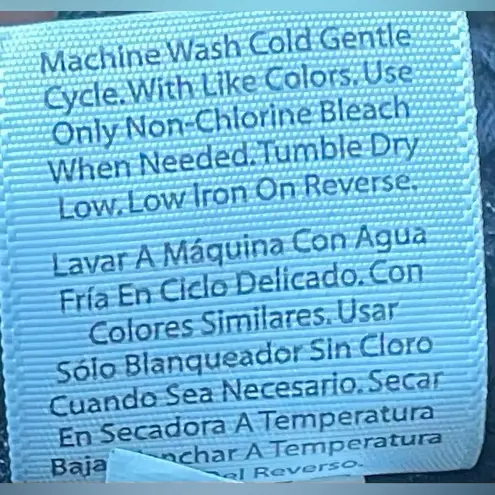 Machine Wash Cold Gentle
Cycle. With Like Colors. Use
Only Non-Chlorine Bleach
When Needed. Tumble Dry
Low. Low Iron On Reverse.
Lavar A Máquina Con Agua
Fría En Ciclo Delicado. Con
Colores Similares. Usar
Sólo Blanqueador Sin Cloro
Cuando Sea Necesario. Secar
En Secadora A Temperatura
Baja A Temperatura
Reverso.